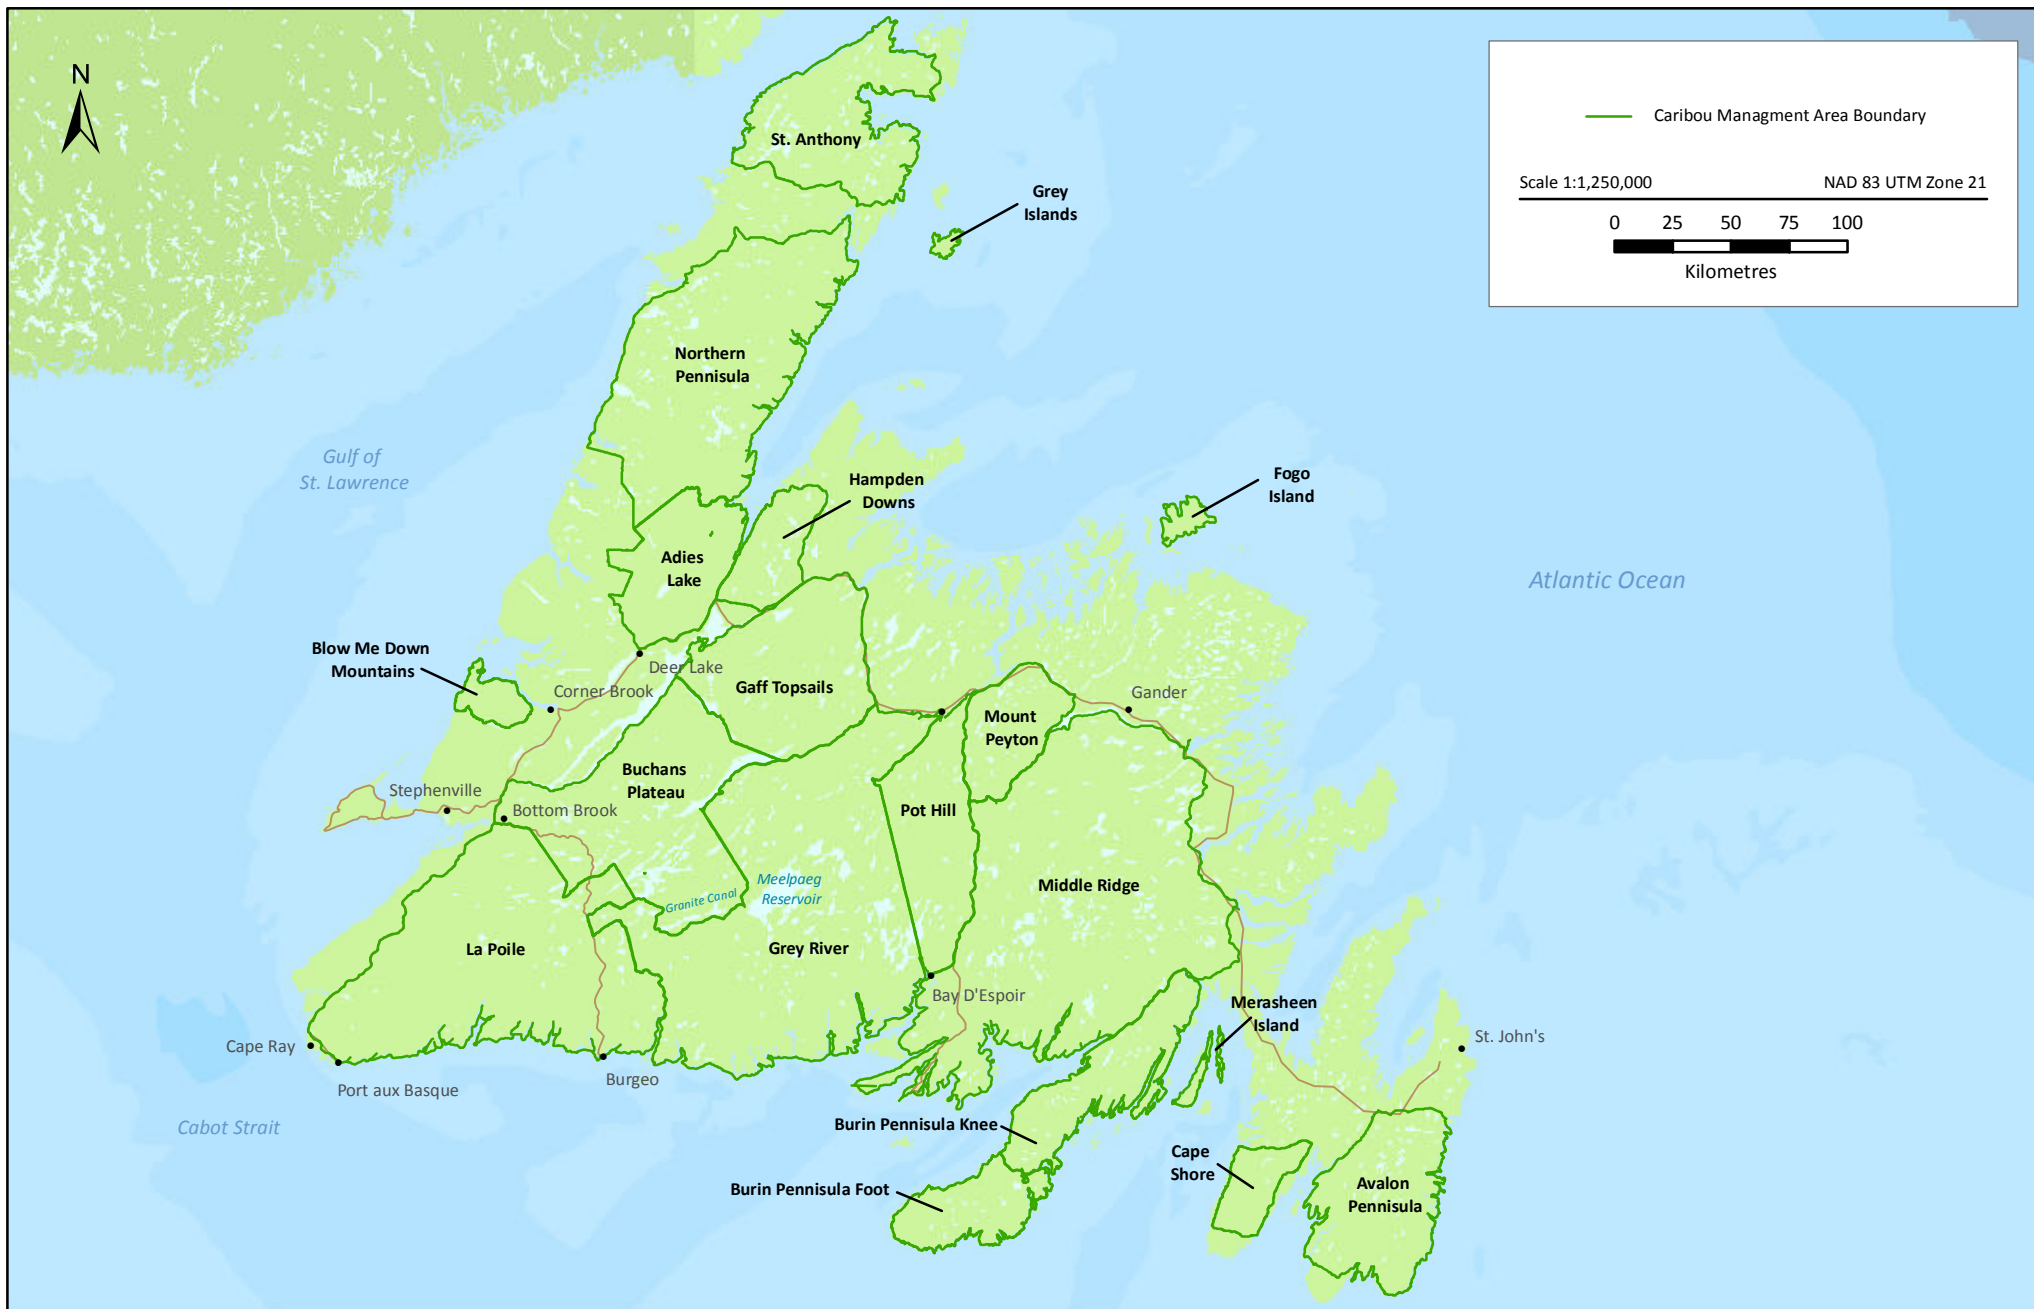 N
Caribou Managment Area Boundary
Scale 1:1,250,000
NAD 83 UTM Zone 21
0 25 50 75 100
Kilometres
St. Anthony
Grey
Islands
Northern
Pennisula
Gulf of
St. Lawrence
Hampden
Downs
Fogo
Island
Adies
Lake
Atlantic Ocean
Blow Me Down
Mountains
Deer Lake
Corner Brook
Gaff Topsails
Gander
Mount
Peyton
Buchans
Plateau
Stephenville
Bottom Brook
Pot Hill
Meelpaeg
Reservoir
Granite Canal
Middle Ridge
La Poile
Grey River
Bay D'Espoir
Merasheen
Island
Cape Ray
St. John's
Port aux Basque
Burgeo
Cabot Strait
Burin Pennisula Knee
Cape
Shore
Burin Pennisula Foot
Avalon
Pennisula